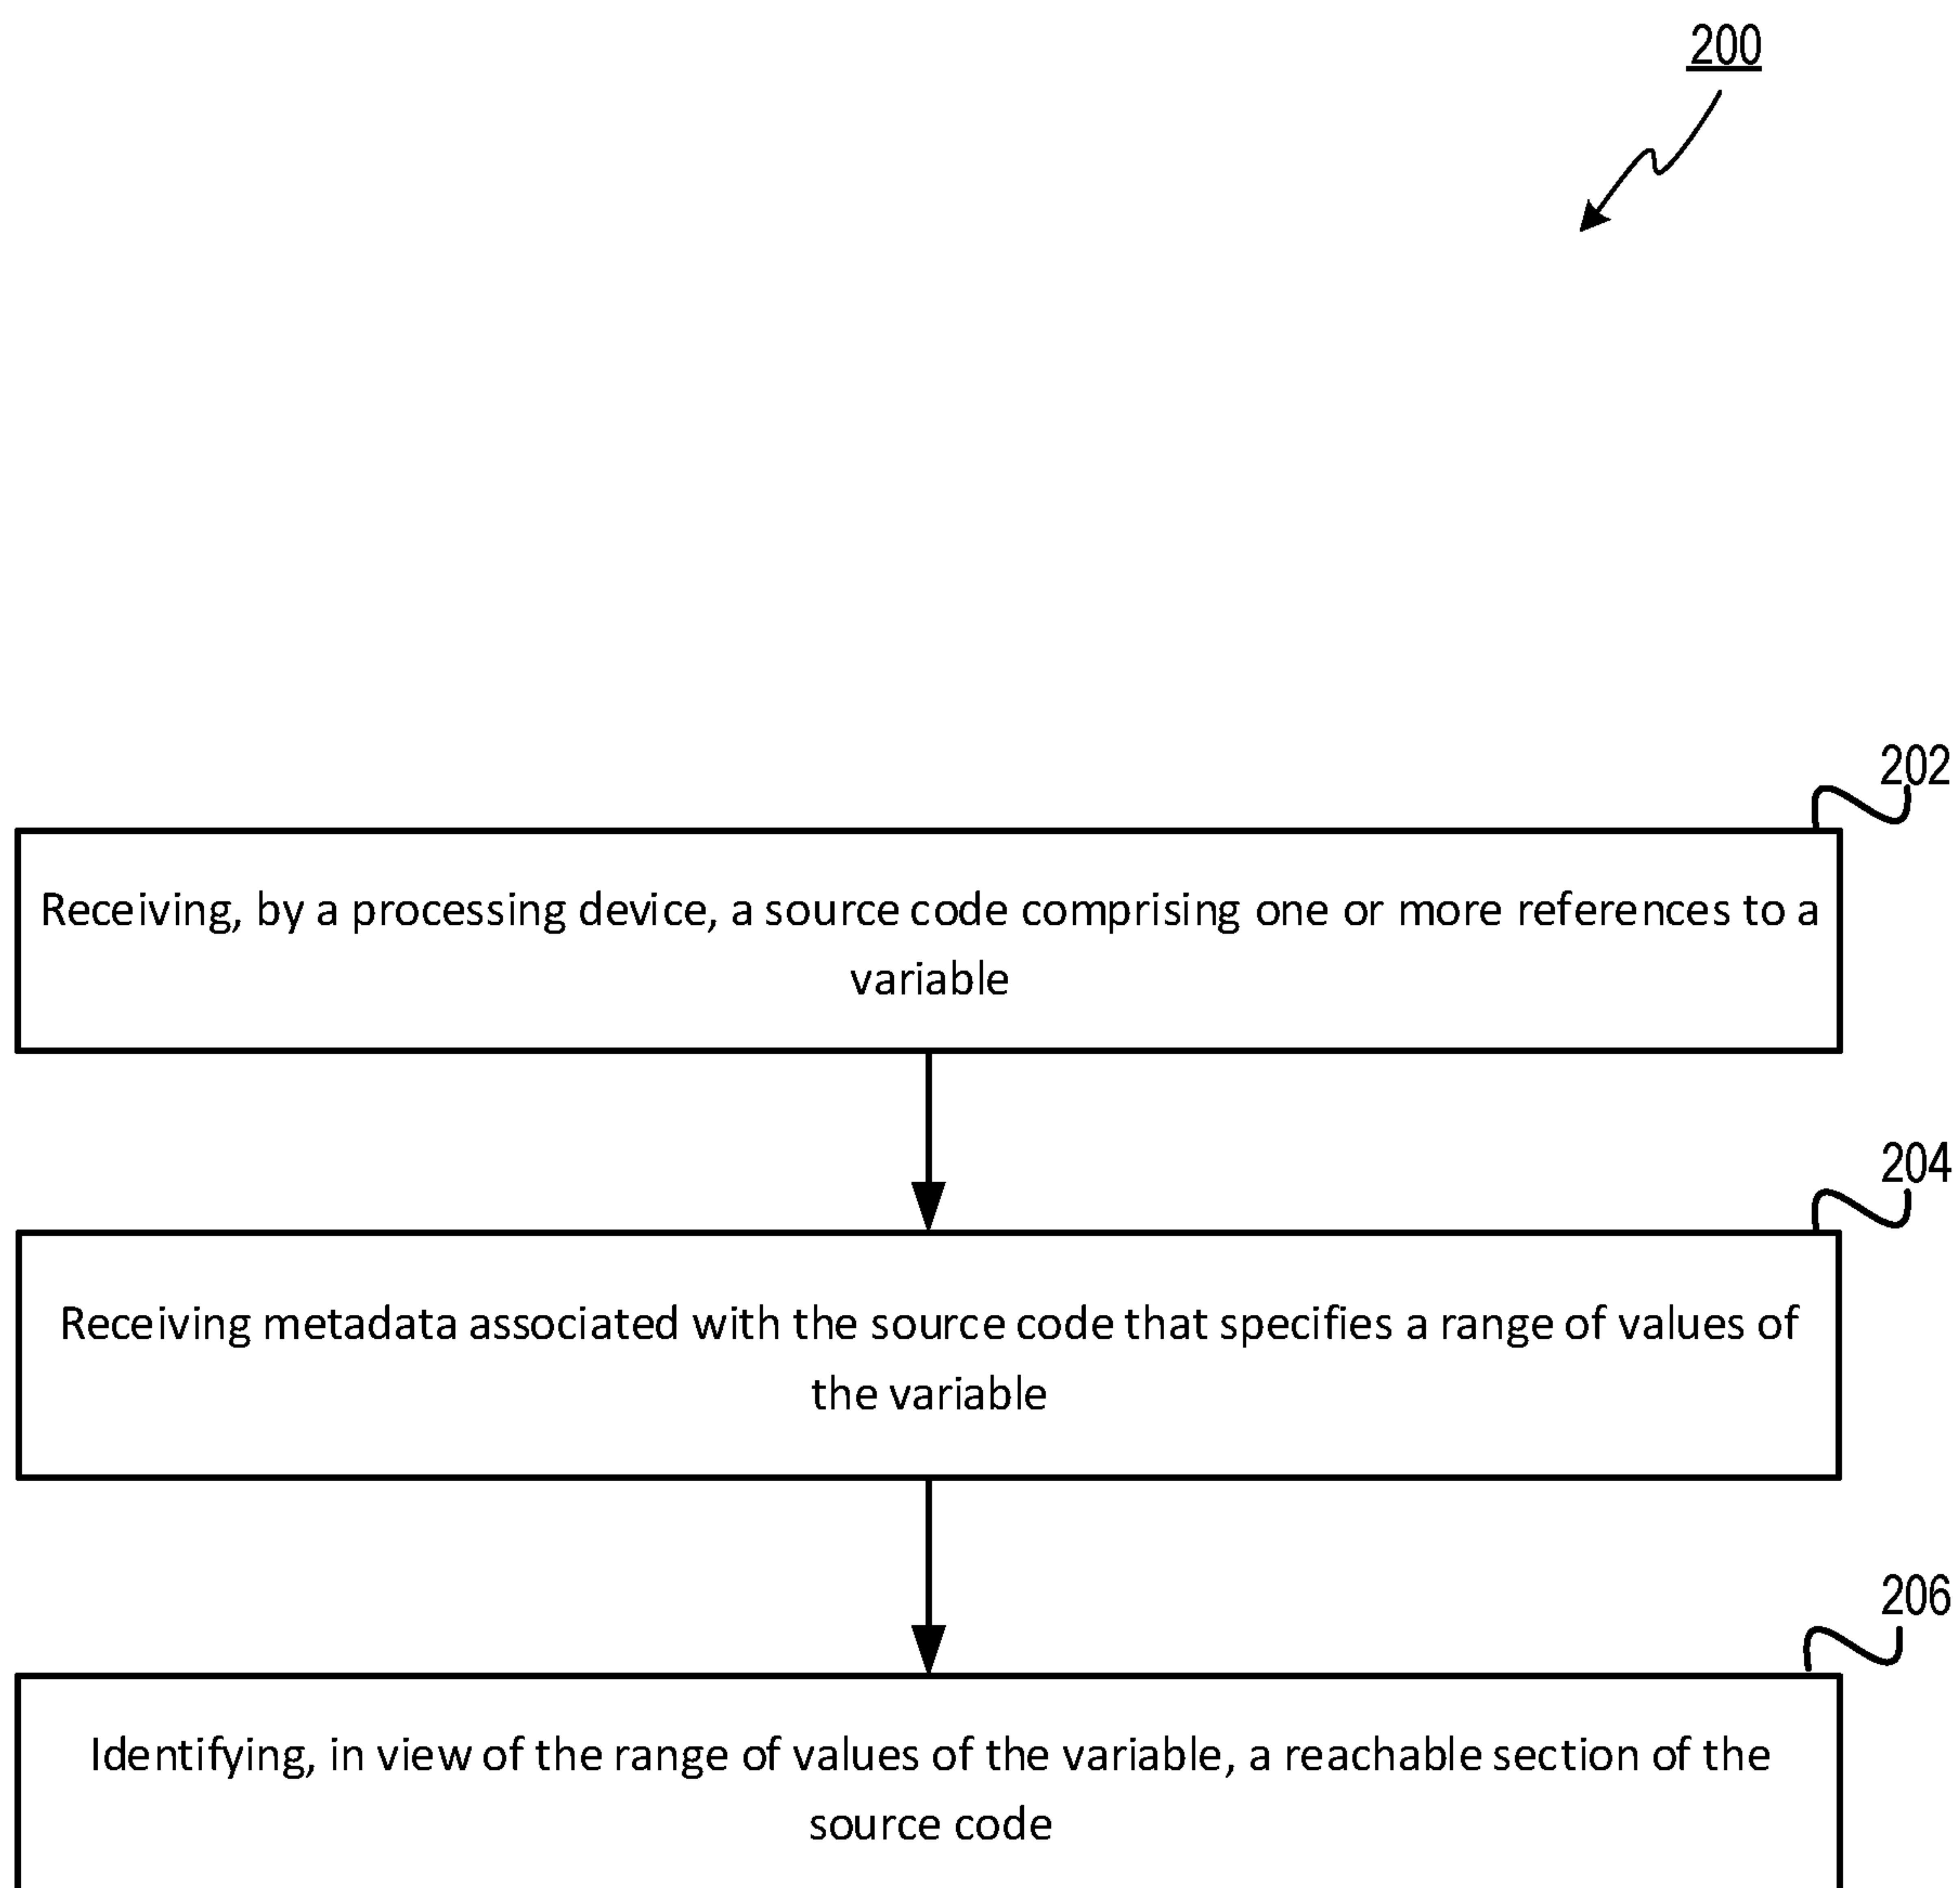 200
202
Receiving, by a processing device, a source code comprising one or more references to a
variable
204
Receiving metadata associated with the source code that specifies a range of values of
the variable
206
Identifying, in view of the range of values of the variable, a reachable section of the
source code